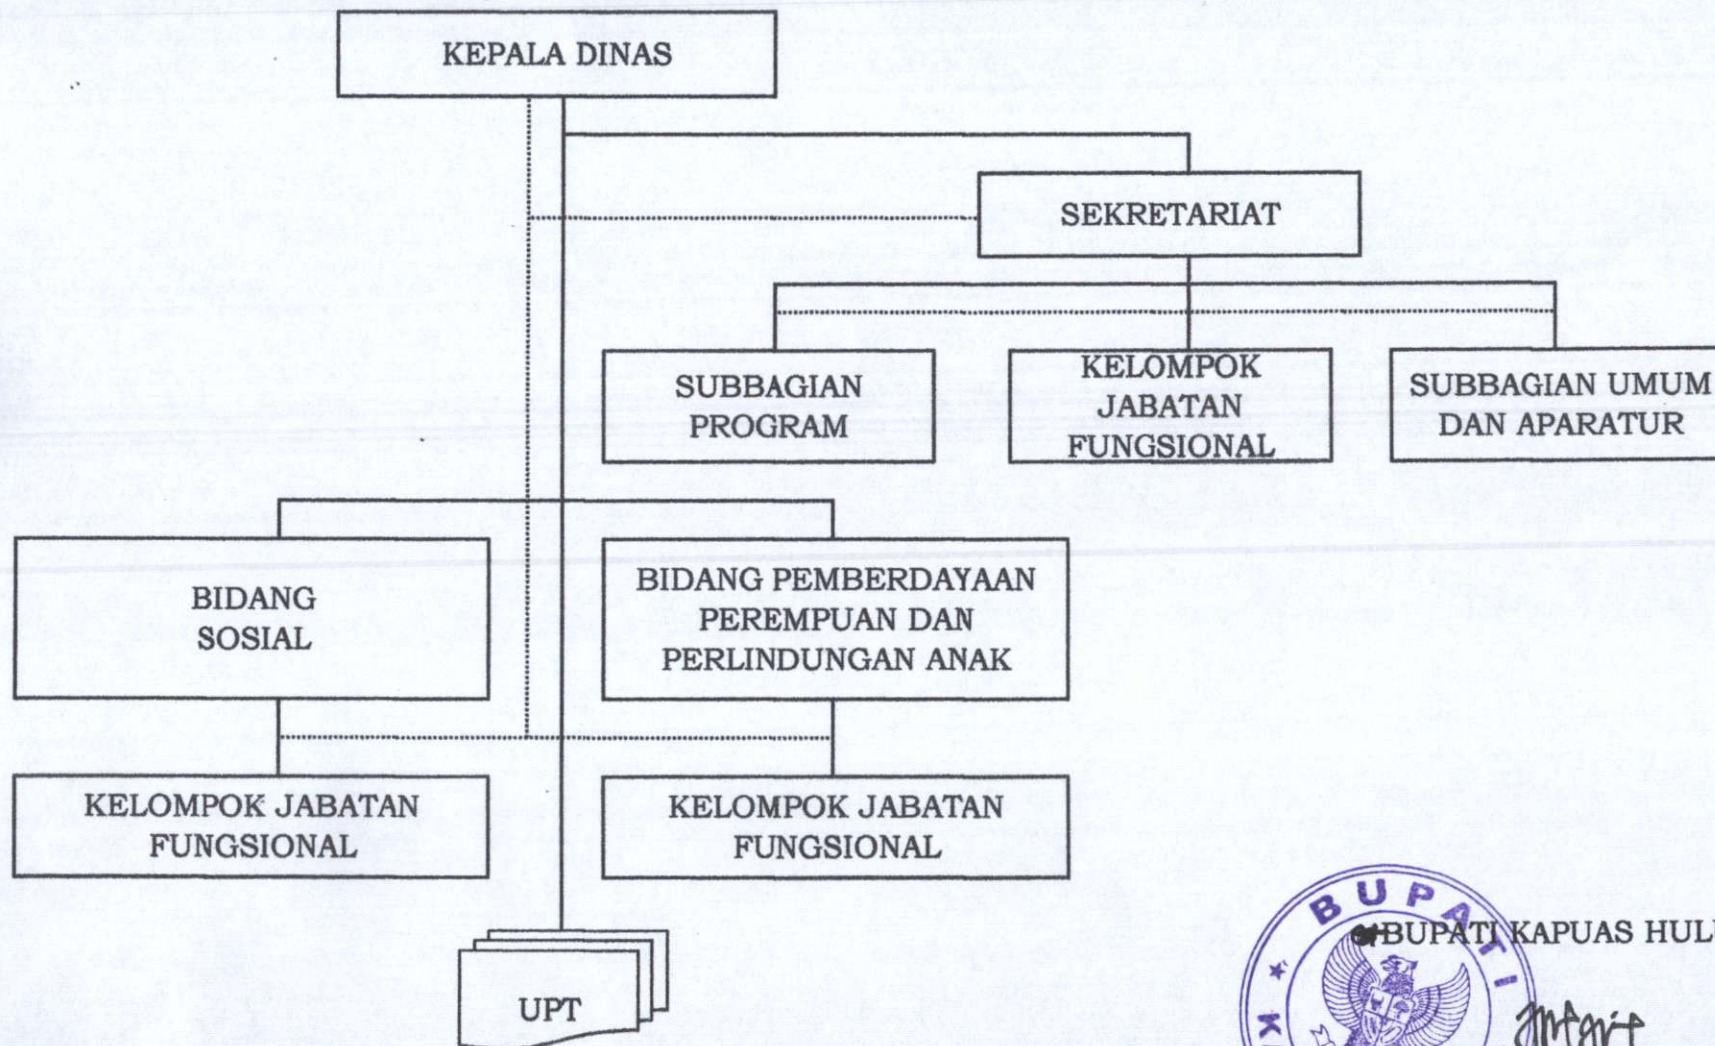 KEPALA DINAS
SEKRETARIAT
SUBBAGIAN
PROGRAM
KELOMPOK
JABATAN
FUNGSIONAL
SUBBAGIAN UMUM
DAN APARATUR
BIDANG
SOSIAL
BIDANG PEMBERDAYAAN
PEREMPUAN DAN
PERLINDUNGAN ANAK
KELOMPOK JABATAN
FUNGSIONAL
KELOMPOK JABATAN
FUNGSIONAL
UPT
BUPATI
BUPATI KAPUAS HULU
K